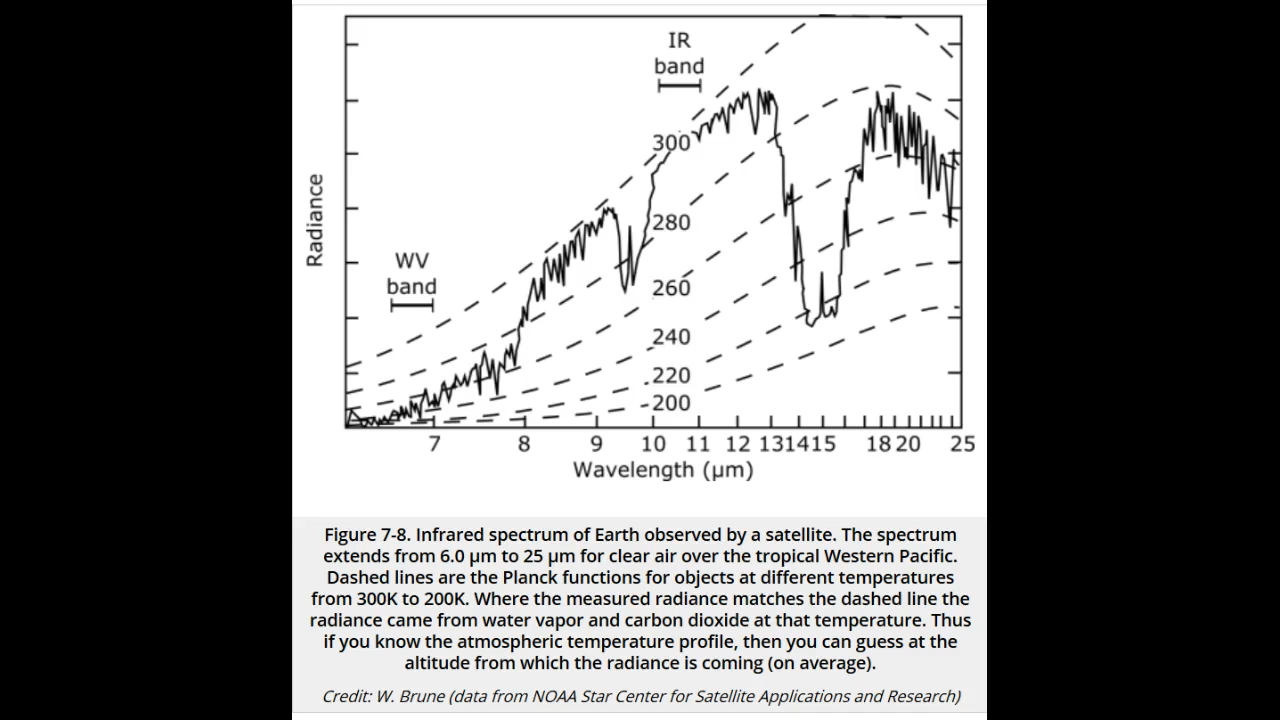 IR
band
300
280
260
240
220
200
WV
band
Radiance
7 8 9 10 11 12 13 14 15 18 20 25
Wavelength (µm)
Figure 7-8. Infrared spectrum of Earth observed by a satellite. The spectrum
extends from 6.0 µm to 25 µm for clear air over the tropical Western Pacific.
Dashed lines are the Planck functions for objects at different temperatures
from 300K to 200K. Where the measured radiance matches the dashed line the
radiance came from water vapor and carbon dioxide at that temperature. Thus
if you know the atmospheric temperature profile, then you can guess at the
altitude from which the radiance is coming (on average).
Credit: W. Brune (data from NOAA Star Center for Satellite Applications and Research)